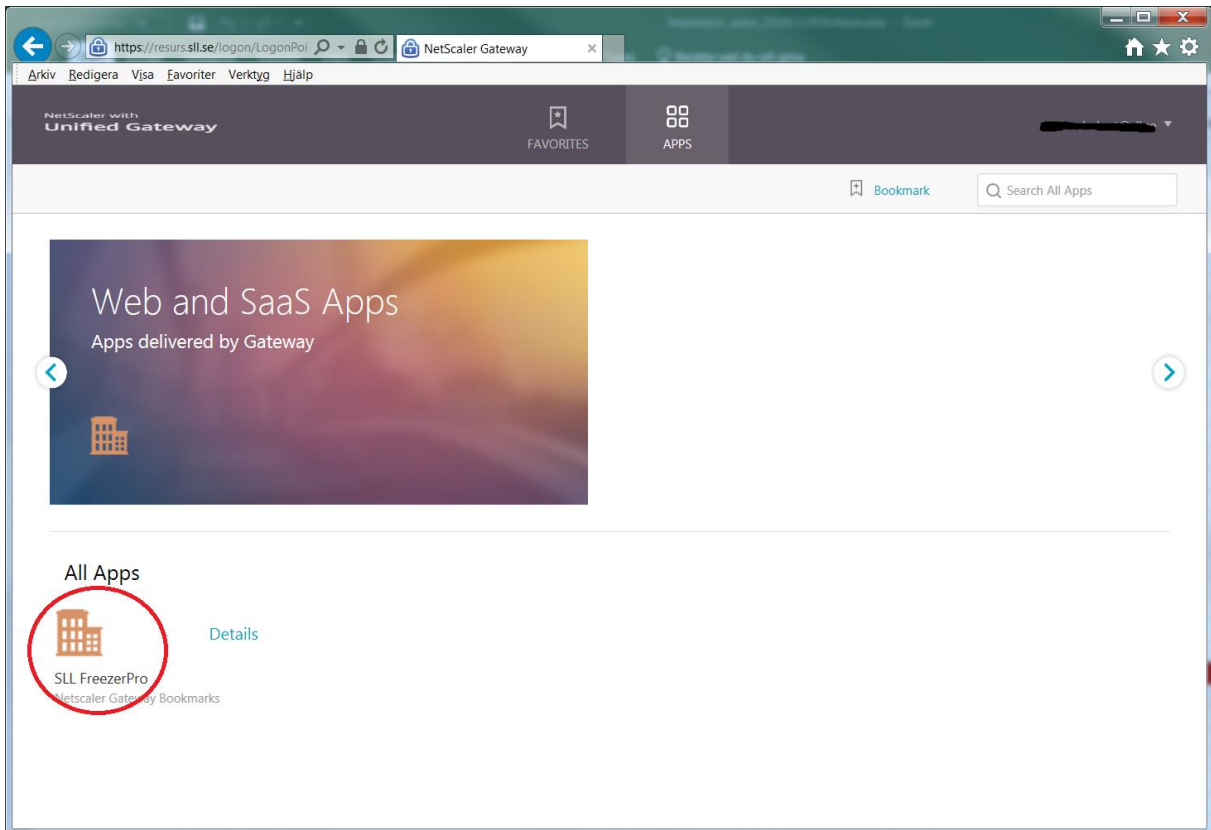 https://resurs.sll.se/logon/LogonPoi
NetScaler Gateway
Arkiv Redigera Visa Favoriter Verktyg Hjälp
NetScaler with
Unified Gateway
FAVORITES
APPS
Bookmark
Search All Apps
Web and SaaS Apps
Apps delivered by Gateway
All Apps
Details
SLL FreezerPro
Netscaler Gateway Bookmarks